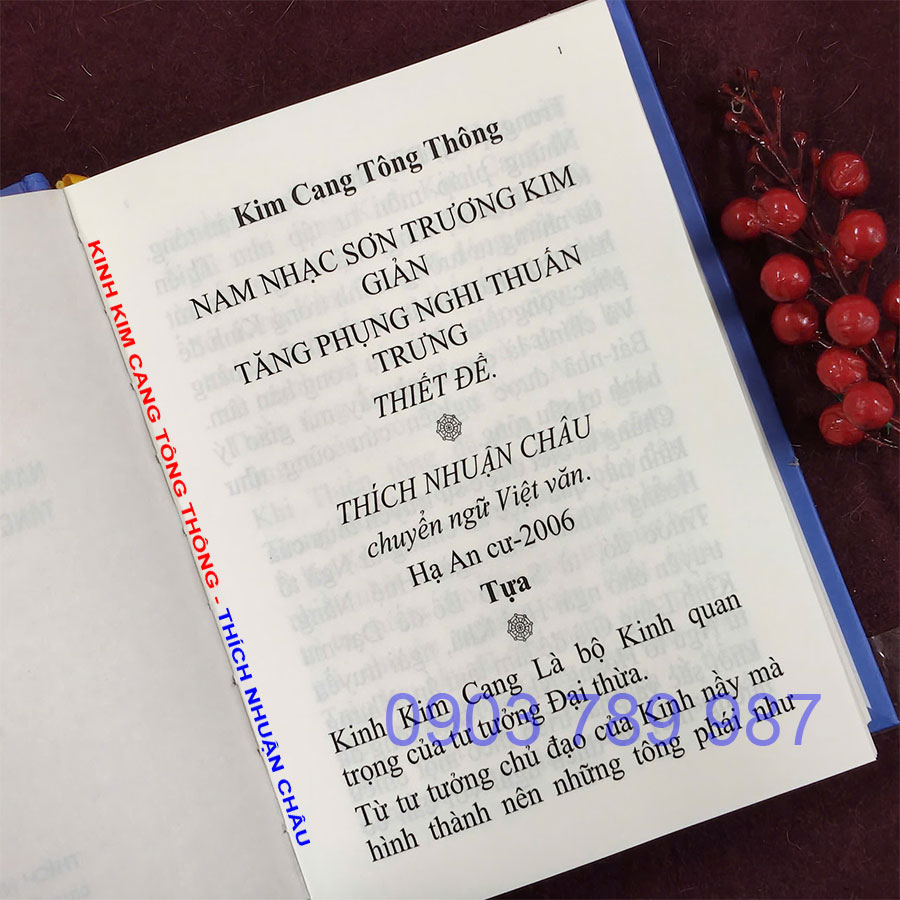 1
Kim Cang Tông Thông
NAM NHẠC SƠN TRƯƠNG KIM
GIẢN
TĂNG PHỤNG NGHI THUẤN
TRƯNG
THIẾT ĐỀ.
THÍCH NHUẬN CHÂU
chuyển ngữ Việt văn.
Hạ An cư-2006
Tựa
Kinh Kim Cang Là bộ Kinh quan
trọng của tư tưởng Đại thừa.
Từ tư tưởng chủ đạo của Kinh nầy mà
hình thành nên những tông phái như
KINH KIM CANG TÔNG THÔNG - THÍCH NHUẬN CHÂU
0903 789 987